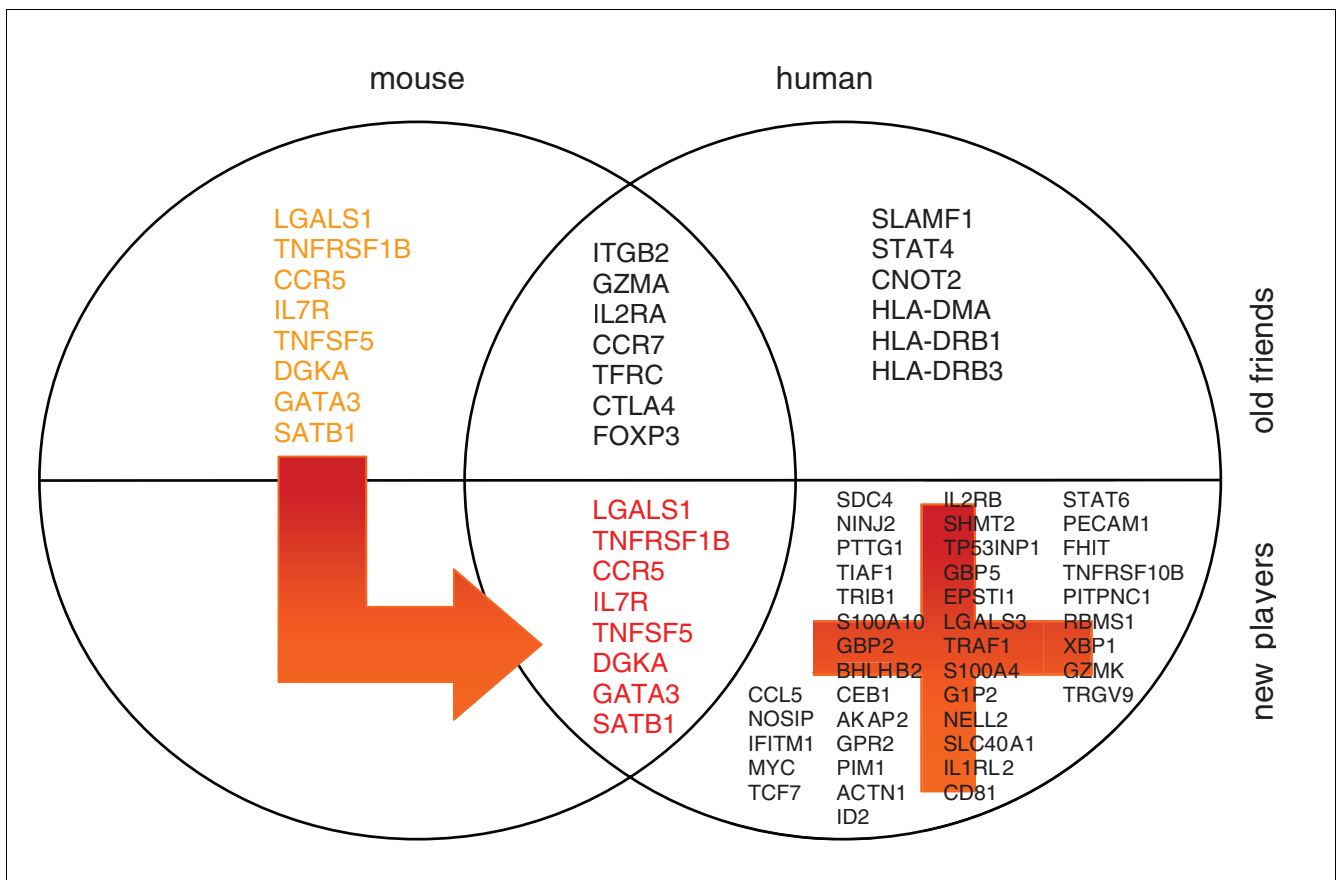 mouse
human
LGALS1
TNFRSF1B
CCR5
IL7R
TNFSF5
DGKA
GATA3
SATB1
ITGB2
GZMA
IL2RA
CCR7
TFRC
CTLA4
FOXP3
SLAMF1
STAT4
CNOT2
HLA-DMA
HLA-DRB1
HLA-DRB3
old friends
LGALS1
TNFRSF1B
CCR5
IL7R
TNFSF5
DGKA
GATA3
SATB1
CCL5
NOSIP
IFITM1
MYC
TCF7
SDC4
NINJ2
PTTG1
TIAF1
TRIB1
S100A10
GBP2
BHLHB2
CEB1
AKAP2
GPR2
PIM1
ACTN1
ID2
IL2RB
SHMT2
TP53INP1
GBP5
EPSTI1
LGALS3
TRAF1
S100A4
G1P2
NELL2
SLC40A1
IL1RL2
CD81
STAT6
PECAM1
FHIT
TNFRSF10B
PITPNC1
RBMS1
XBP1
GZMK
TRGV9
new players